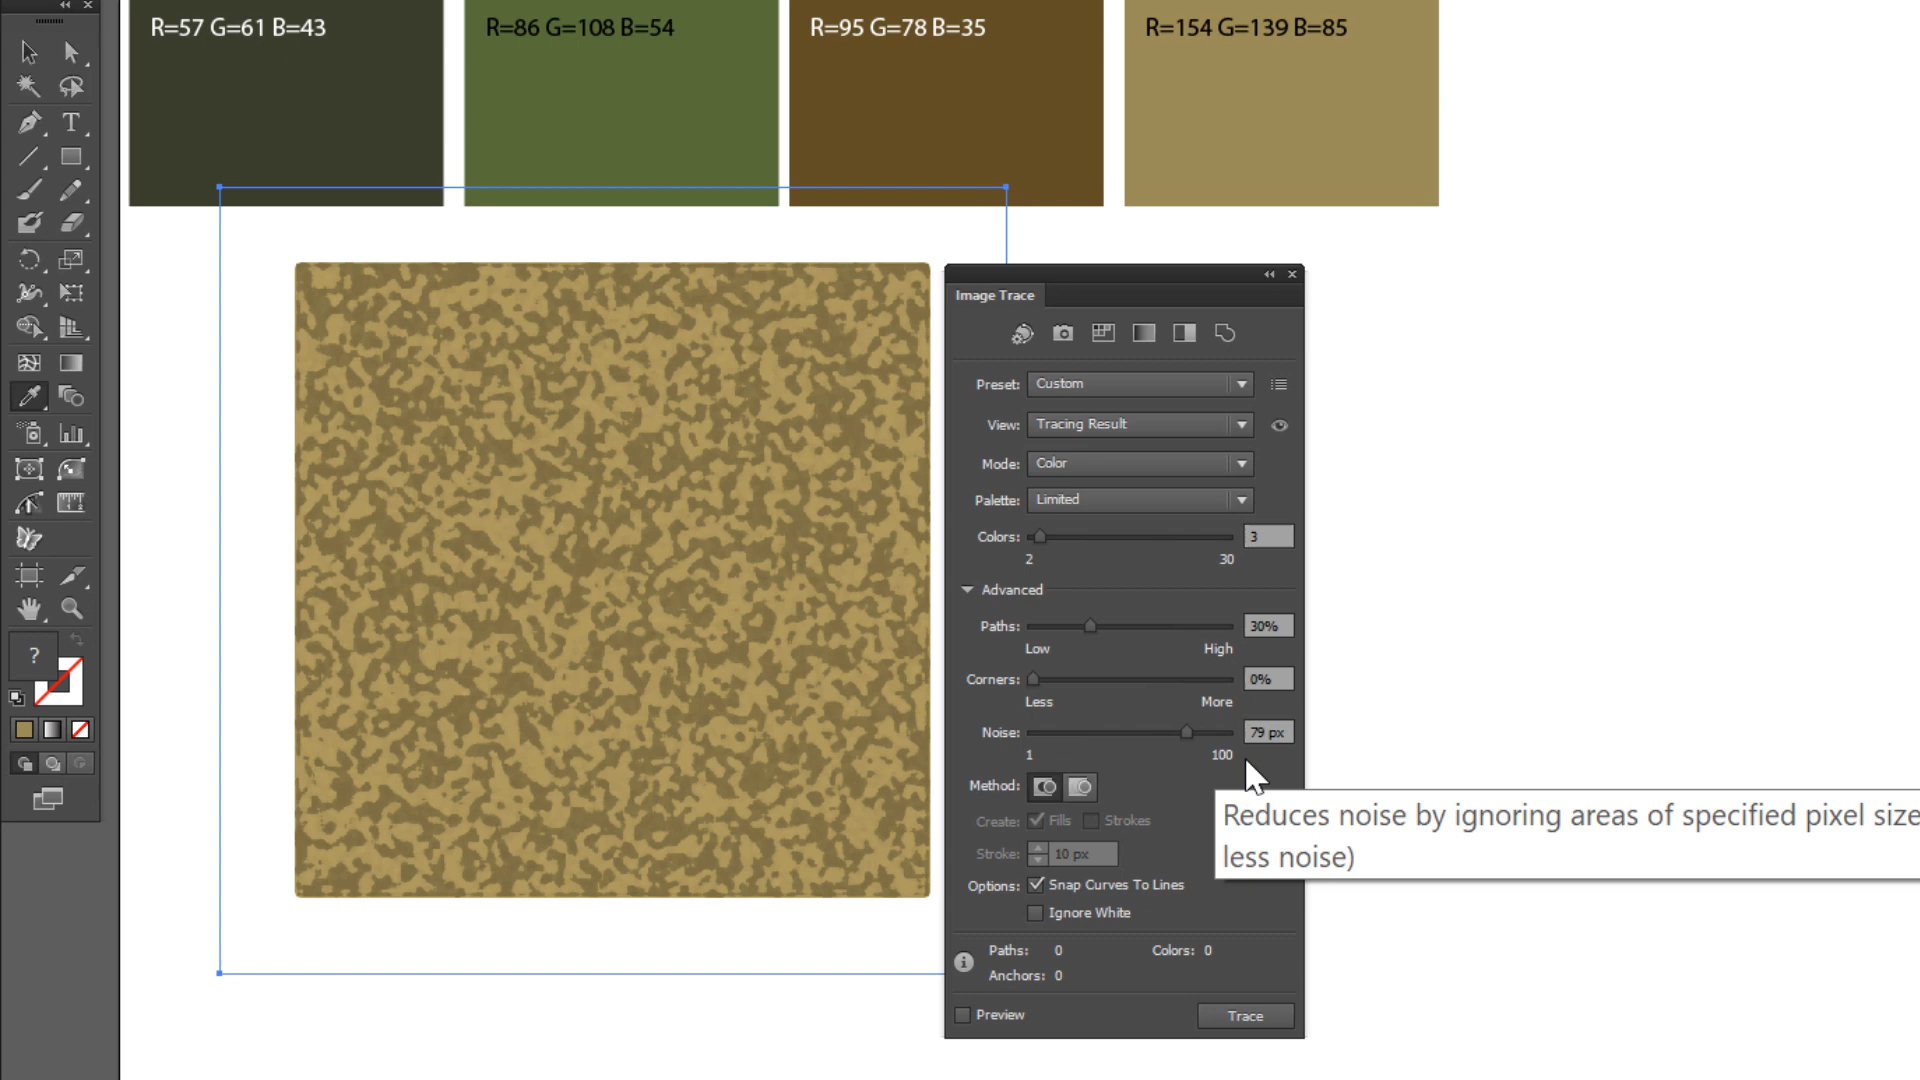 R=57 G=61 B=43
R=86 G=108 B=54
R=95 G=78 B=35
R=154 G=139 B=85
Image Trace
Preset: Custom
View: Tracing Result
Mode: Color
Palette: Limited
Colors: 3
2 30
Advanced
Paths: 30%
Low High
Corners: 0%
Less More
Noise: 79 px
1 100
Method:
Reduces noise by ignoring areas of specified pixel size
less noise)
Create: Fills Strokes
Stroke: 10 px
Options: Snap Curves To Lines
Ignore White
Paths: 0 Colors: 0
Anchors: 0
Preview Trace
?